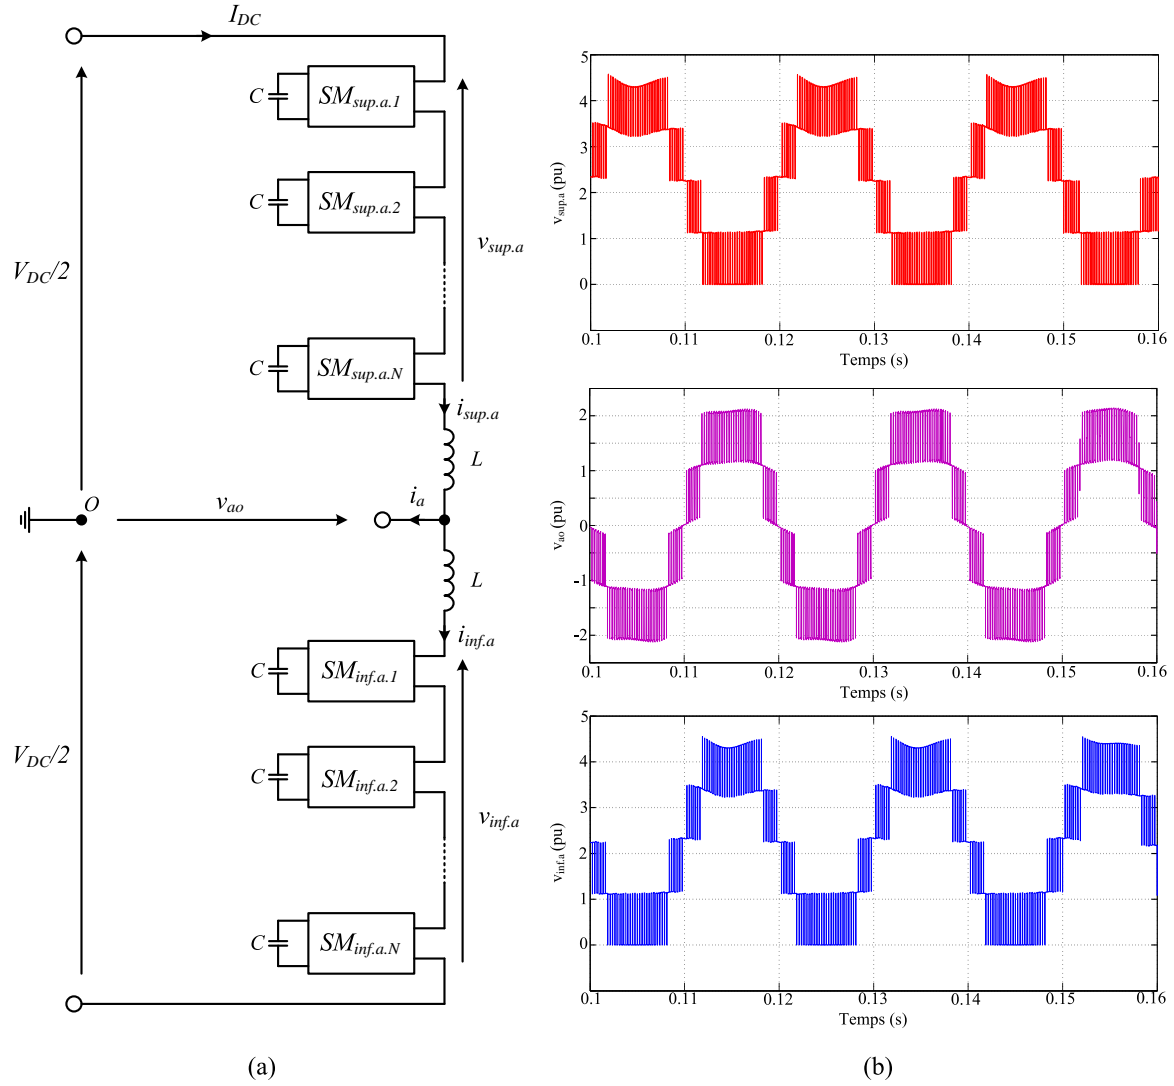 I_DC
C
SM_sup.a.1
C
SM_sup.a.2
V_DC/2
v_sup.a
C
SM_sup.a.N
i_sup.a
L
O
v_ao
i_a
L
i_inf.a
C
SM_inf.a.1
V_DC/2
C
SM_inf.a.2
v_inf.a
C
SM_inf.a.N
(a)
5
4
3
2
1
0
v_sup.a (pu)
0.1 0.11 0.12 0.13 0.14 0.15 0.16
Temps (s)
2
1
0
-1
-2
v_ao (pu)
0.1 0.11 0.12 0.13 0.14 0.15 0.16
Temps (s)
5
4
3
2
1
0
v_inf.a (pu)
0.1 0.11 0.12 0.13 0.14 0.15 0.16
Temps (s)
(b)